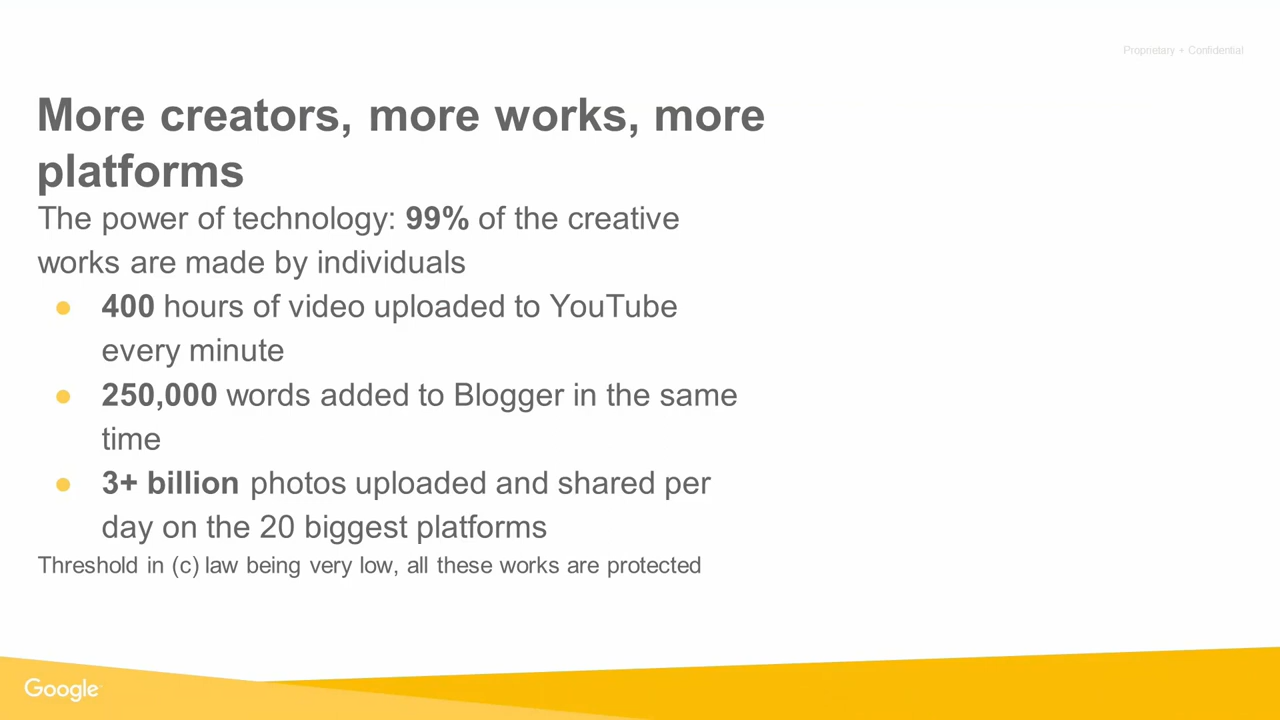 Proprietary + Confidential
More creators, more works, more
platforms
The power of technology: 99% of the creative
works are made by individuals
● 400 hours of video uploaded to YouTube
every minute
● 250,000 words added to Blogger in the same
time
● 3+ billion photos uploaded and shared per
day on the 20 biggest platforms
Threshold in (c) law being very low, all these works are protected
Google